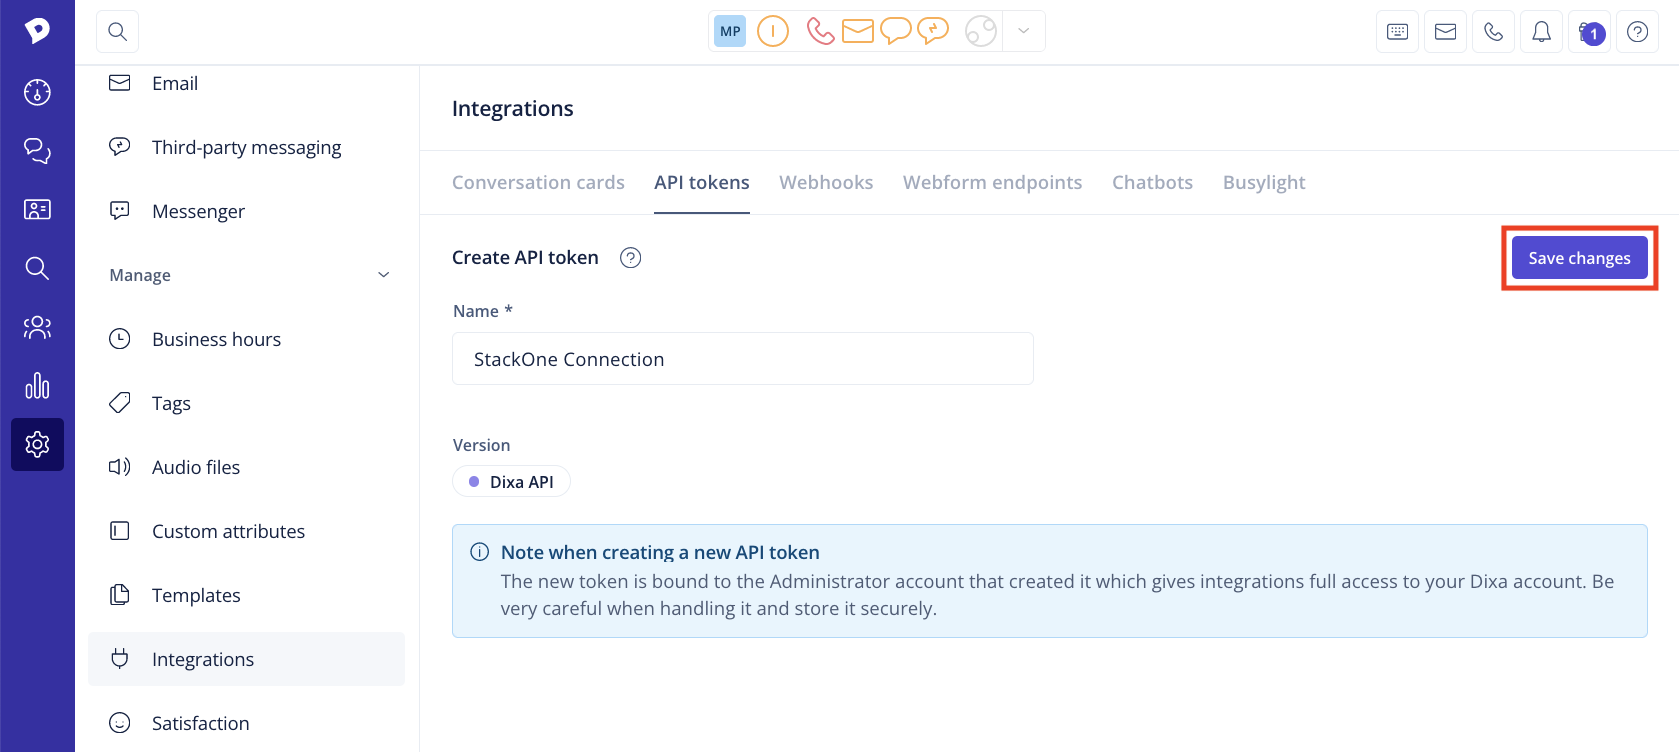 MP
1
Email
Third-party messaging
Messenger
Manage
Business hours
Tags
Audio files
Custom attributes
Templates
Integrations
Satisfaction
Integrations
Conversation cards API tokens Webhooks Webform endpoints Chatbots Busylight
Create API token
Save changes
Name *
StackOne Connection
Version
Dixa API
Note when creating a new API token
The new token is bound to the Administrator account that created it which gives integrations full access to your Dixa account. Be
very careful when handling it and store it securely.